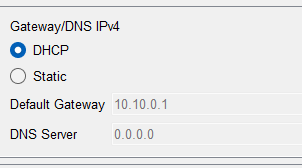 Gateway/DNS IPv4
DHCP
Static
Default Gateway 10.10.0.1
DNS Server 0.0.0.0